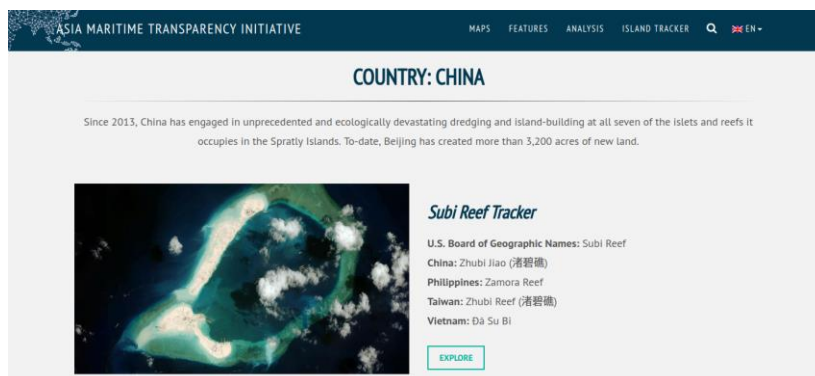 ASIA MARITIME TRANSPARENCY INITIATIVE
MAPS FEATURES ANALYSIS ISLAND TRACKER EN
COUNTRY: CHINA
Since 2013, China has engaged in unprecedented and ecologically devastating dredging and island-building at all seven of the islets and reefs it
occupies in the Spratly Islands. To-date, Beijing has created more than 3,200 acres of new land.
Subi Reef Tracker
U.S. Board of Geographic Names: Subi Reef
China: Zhubi Jiao (渚碧礁)
Philippines: Zamora Reef
Taiwan: Zhubi Reef (渚碧礁)
Vietnam: Đá Su Bi
EXPLORE